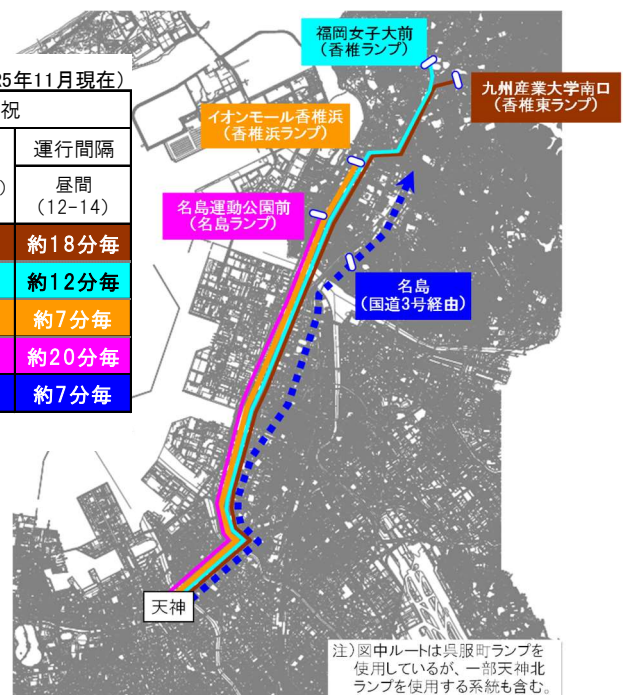 福岡女子大前
(香椎ランプ)
25年11月現在)
祝
九州産業大学南口
(香椎東ランプ)
イオンモール香椎浜
(香椎浜ランプ)
運行間隔
)
昼間
(12-14)
名島運動公園前
(名島ランプ)
約18分毎
約12分毎
約7分毎
約20分毎
約7分毎
名島
(国道3号経由)
天神
注)図中ルートは呉服町ランプを
使用しているが、一部天神北
ランプを使用する系統も含む。